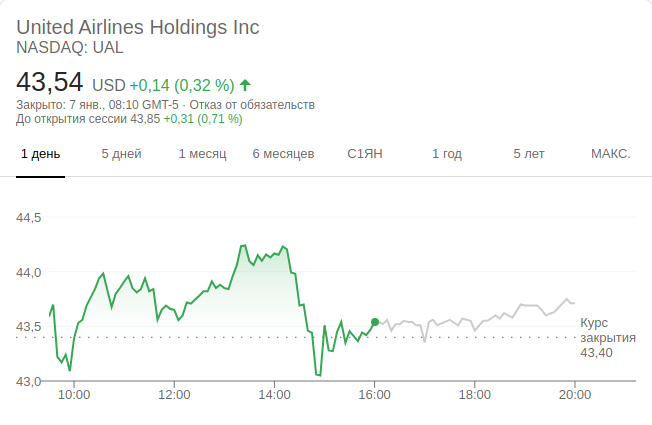 United Airlines Holdings Inc
NASDAQ: UAL
43,54 USD +0,14 (0,32 %)
Закрыто: 7 янв., 08:10 GMT-5 · Отказ от обязательств
До открытия сессии 43,85 +0,31 (0,71 %)
1 день 5 дней 1 месяц 6 месяцев С1ЯН 1 год 5 лет МАКС.
44,5
44,0
43,5
43,0
Курс
закрытия
43,40
10:00 12:00 14:00 16:00 18:00 20:00